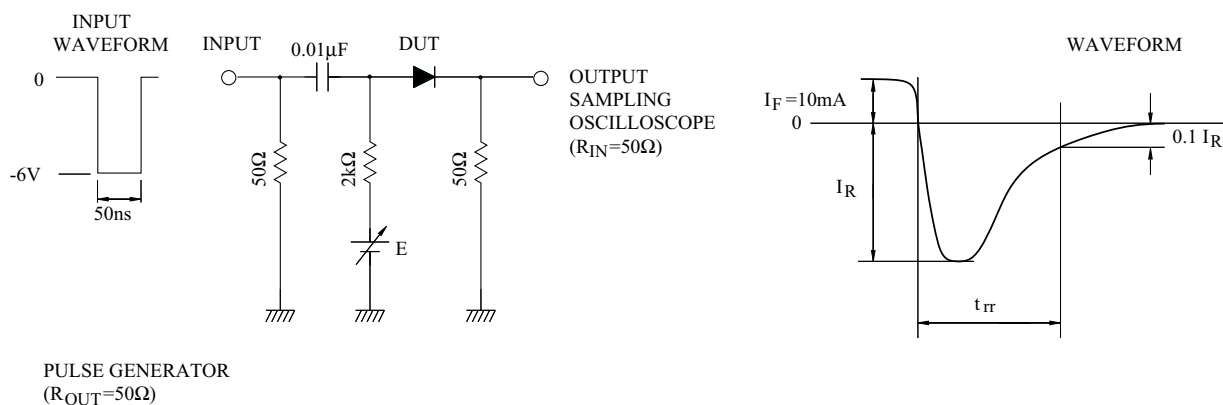 INPUT
WAVEFORM
0
-6V
50ns
INPUT
0.01μF
DUT
50Ω
2kΩ
E
50Ω
OUTPUT
SAMPLING
OSCILLOSCOPE
(RIN=50Ω)
PULSE GENERATOR
(ROUT=50Ω)
WAVEFORM
IF=10mA
0
IR
0.1 IR
trr